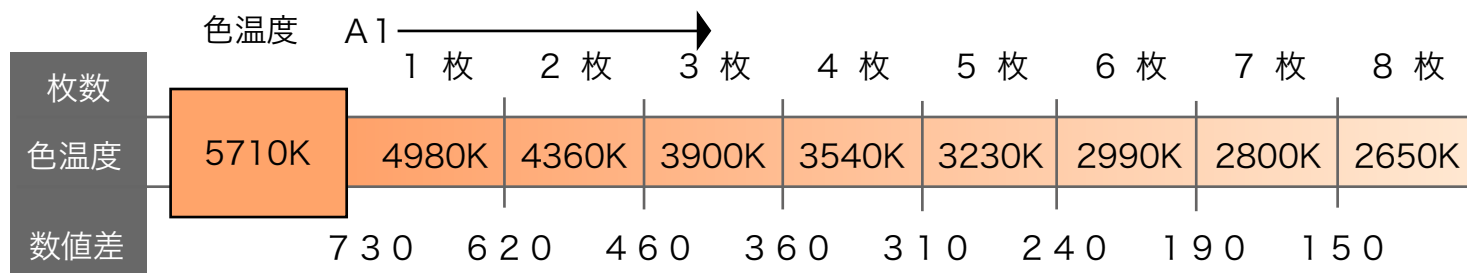 色温度 A1
1 枚 2 枚 3 枚 4 枚 5 枚 6 枚 7 枚 8 枚
枚数
色温度 5710K 4980K 4360K 3900K 3540K 3230K 2990K 2800K 2650K
数値差 730 620 460 360 310 240 190 150